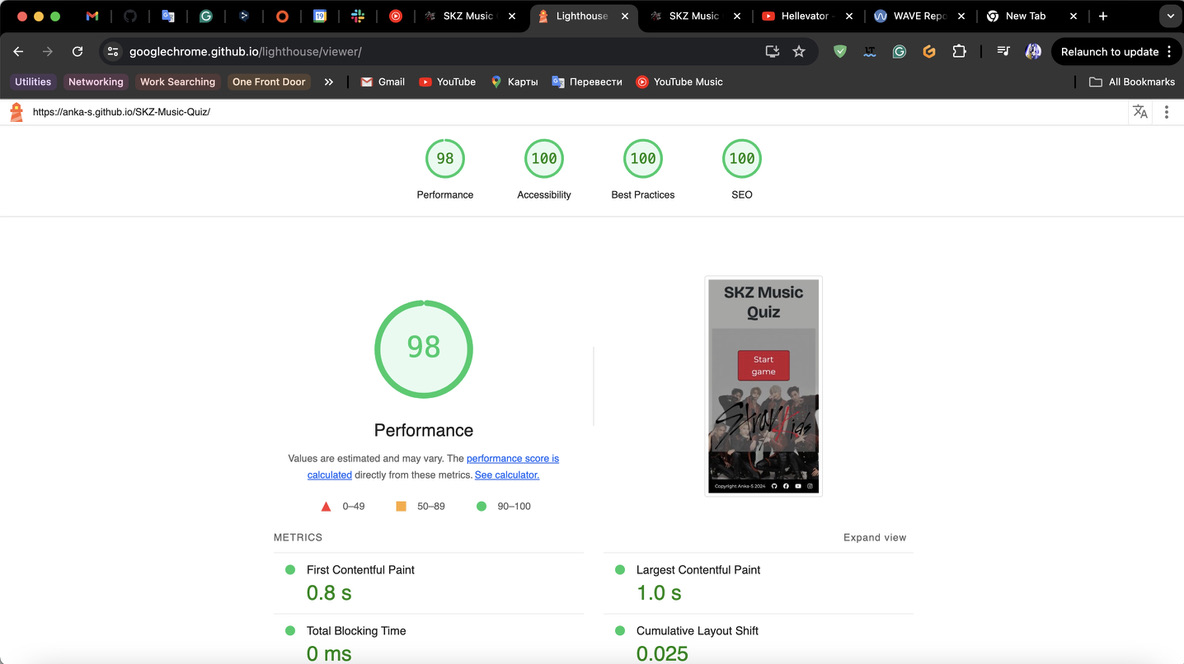 SKZ Music
Lighthouse
SKZ Music
Hellevator
WAVE Repo
New Tab
googlechrome.github.io/lighthouse/viewer/
Relaunch to update
Utilities
Networking
Work Searching
One Front Door
Gmail
YouTube
Карты
Перевести
YouTube Music
All Bookmarks
https://anka-s.github.io/SKZ-Music-Quiz/
98
100
100
100
Performance
Accessibility
Best Practices
SEO
98
Performance
Values are estimated and may vary. The performance score is
calculated directly from these metrics. See calculator.
0–49
50–89
90–100
SKZ Music
Quiz
Start
game
Stray Kids
Copyright Anka-S 2024
METRICS
Expand view
First Contentful Paint
0.8 s
Largest Contentful Paint
1.0 s
Total Blocking Time
0 ms
Cumulative Layout Shift
0.025